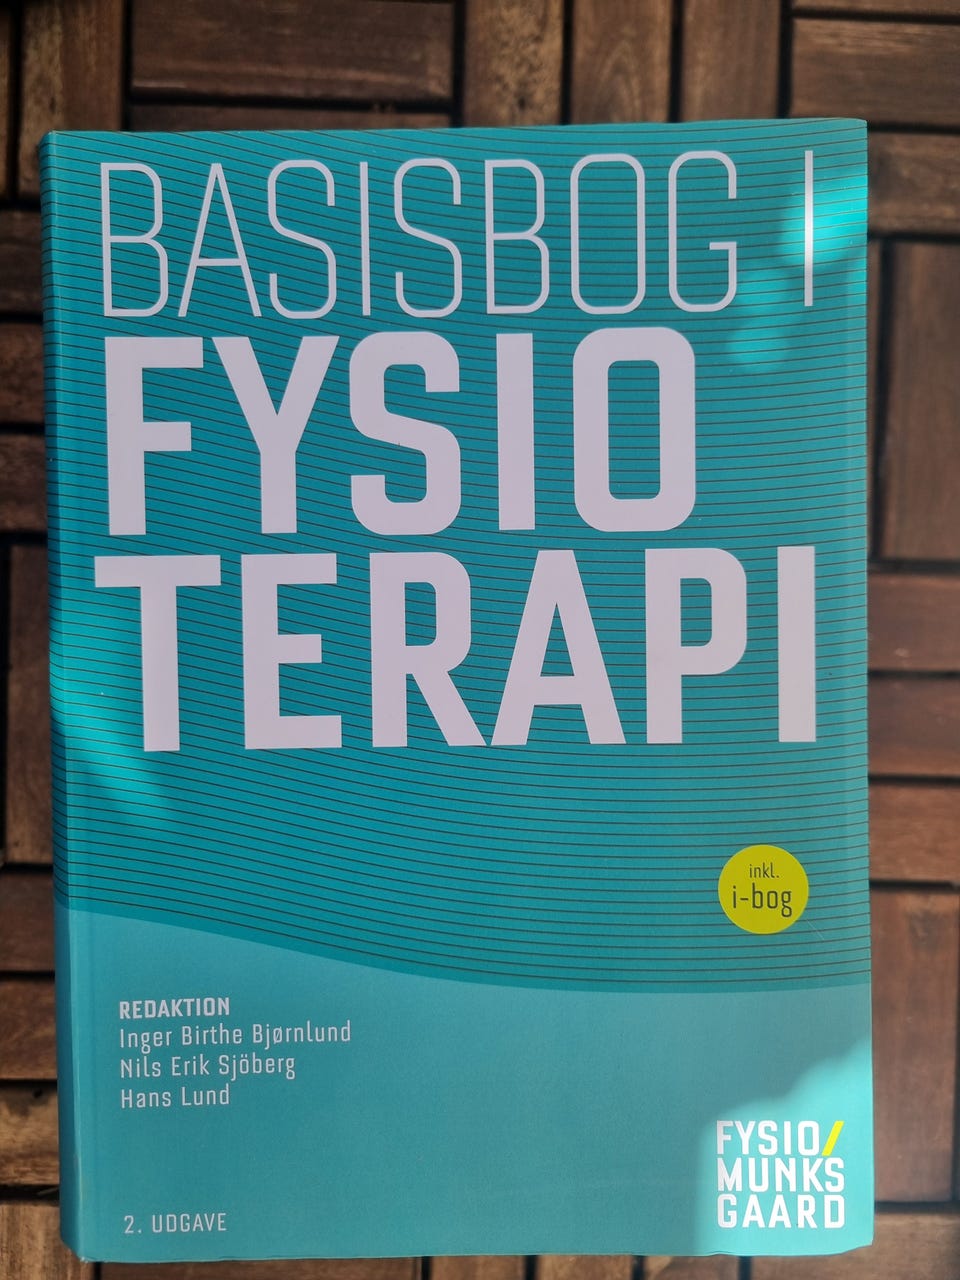 BASISBOG I
FYSIO
TERAPI
inkl.
i-bog
REDAKTION
Inger Birthe Bjørnlund
Nils Erik Sjöberg
Hans Lund
2. UDGAVE
FYSIO/
MUNKS
GAARD